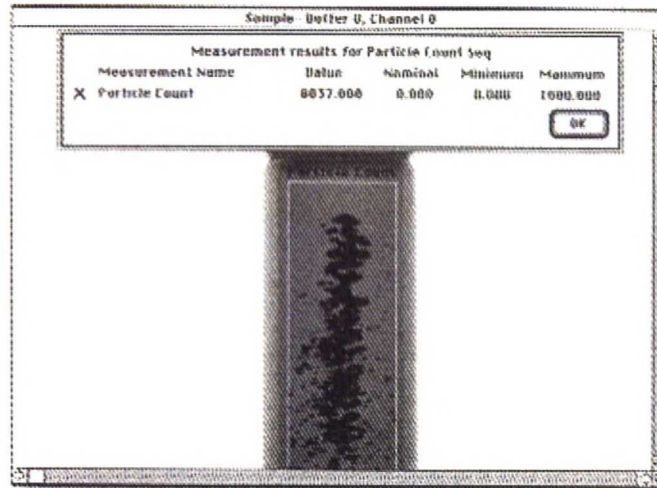 Sample - Buffer 0, Channel 0
Measurement results for Particle Count Seq
Measurement Name Value Nominal Minimum Maximum
X Particle Count 8037.000 0.000 0.000 1600.000
OK
Particle Count